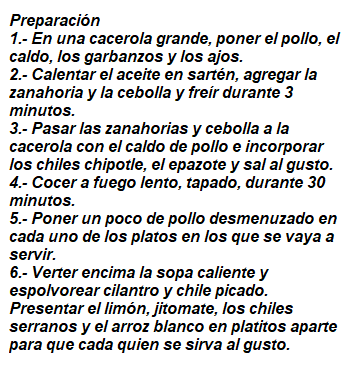 Preparación
1.- En una cacerola grande, poner el pollo, el
caldo, los garbanzos y los ajos.
2.- Calentar el aceite en sartén, agregar la
zanahoria y la cebolla y freír durante 3
minutos.
3.- Pasar las zanahorias y cebolla a la
cacerola con el caldo de pollo e incorporar
los chiles chipotle, el epazote y sal al gusto.
4.- Cocer a fuego lento, tapado, durante 30
minutos.
5.- Poner un poco de pollo desmenuzado en
cada uno de los platos en los que se vaya a
servir.
6.- Verter encima la sopa caliente y
espolvorear cilantro y chile picado.
Presentar el limón, jitomate, los chiles
serranos y el arroz blanco en platitos aparte
para que cada quien se sirva al gusto.